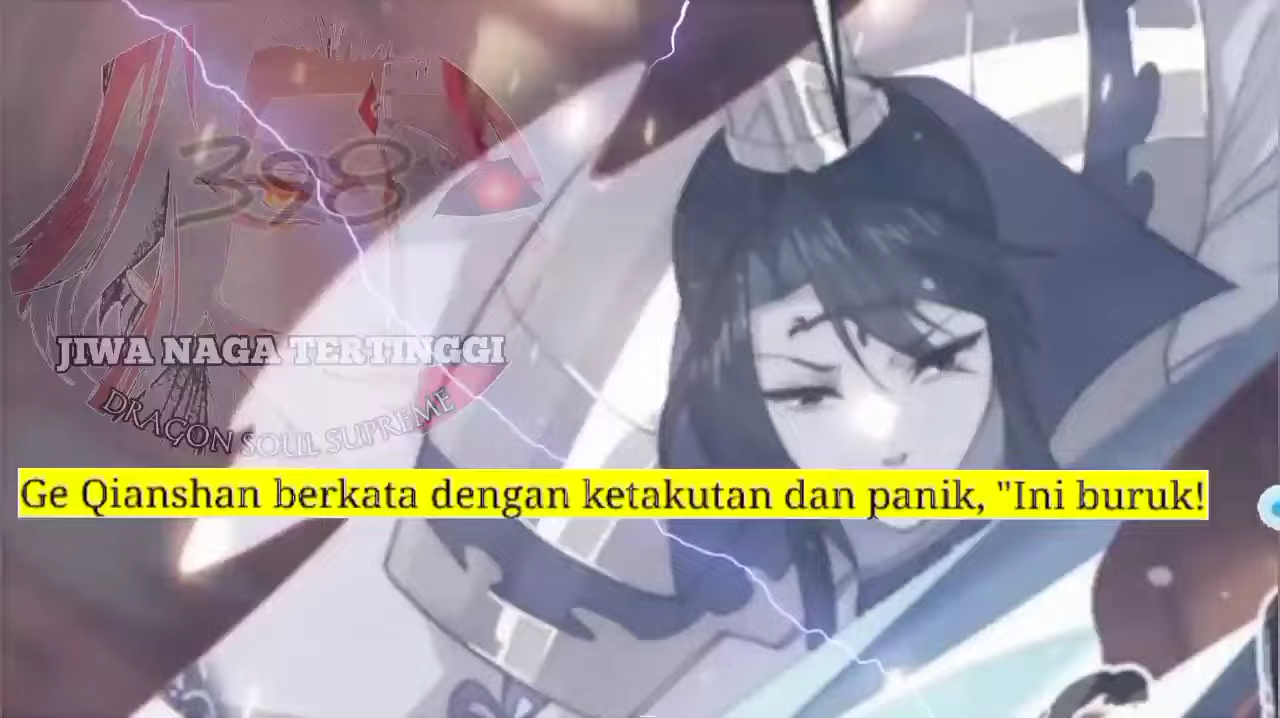 398
JIWA NAGA TERTINGGI
DRAGON SOUL SUPREME
Ge Qianshan berkata dengan ketakutan dan panik, "Ini buruk!